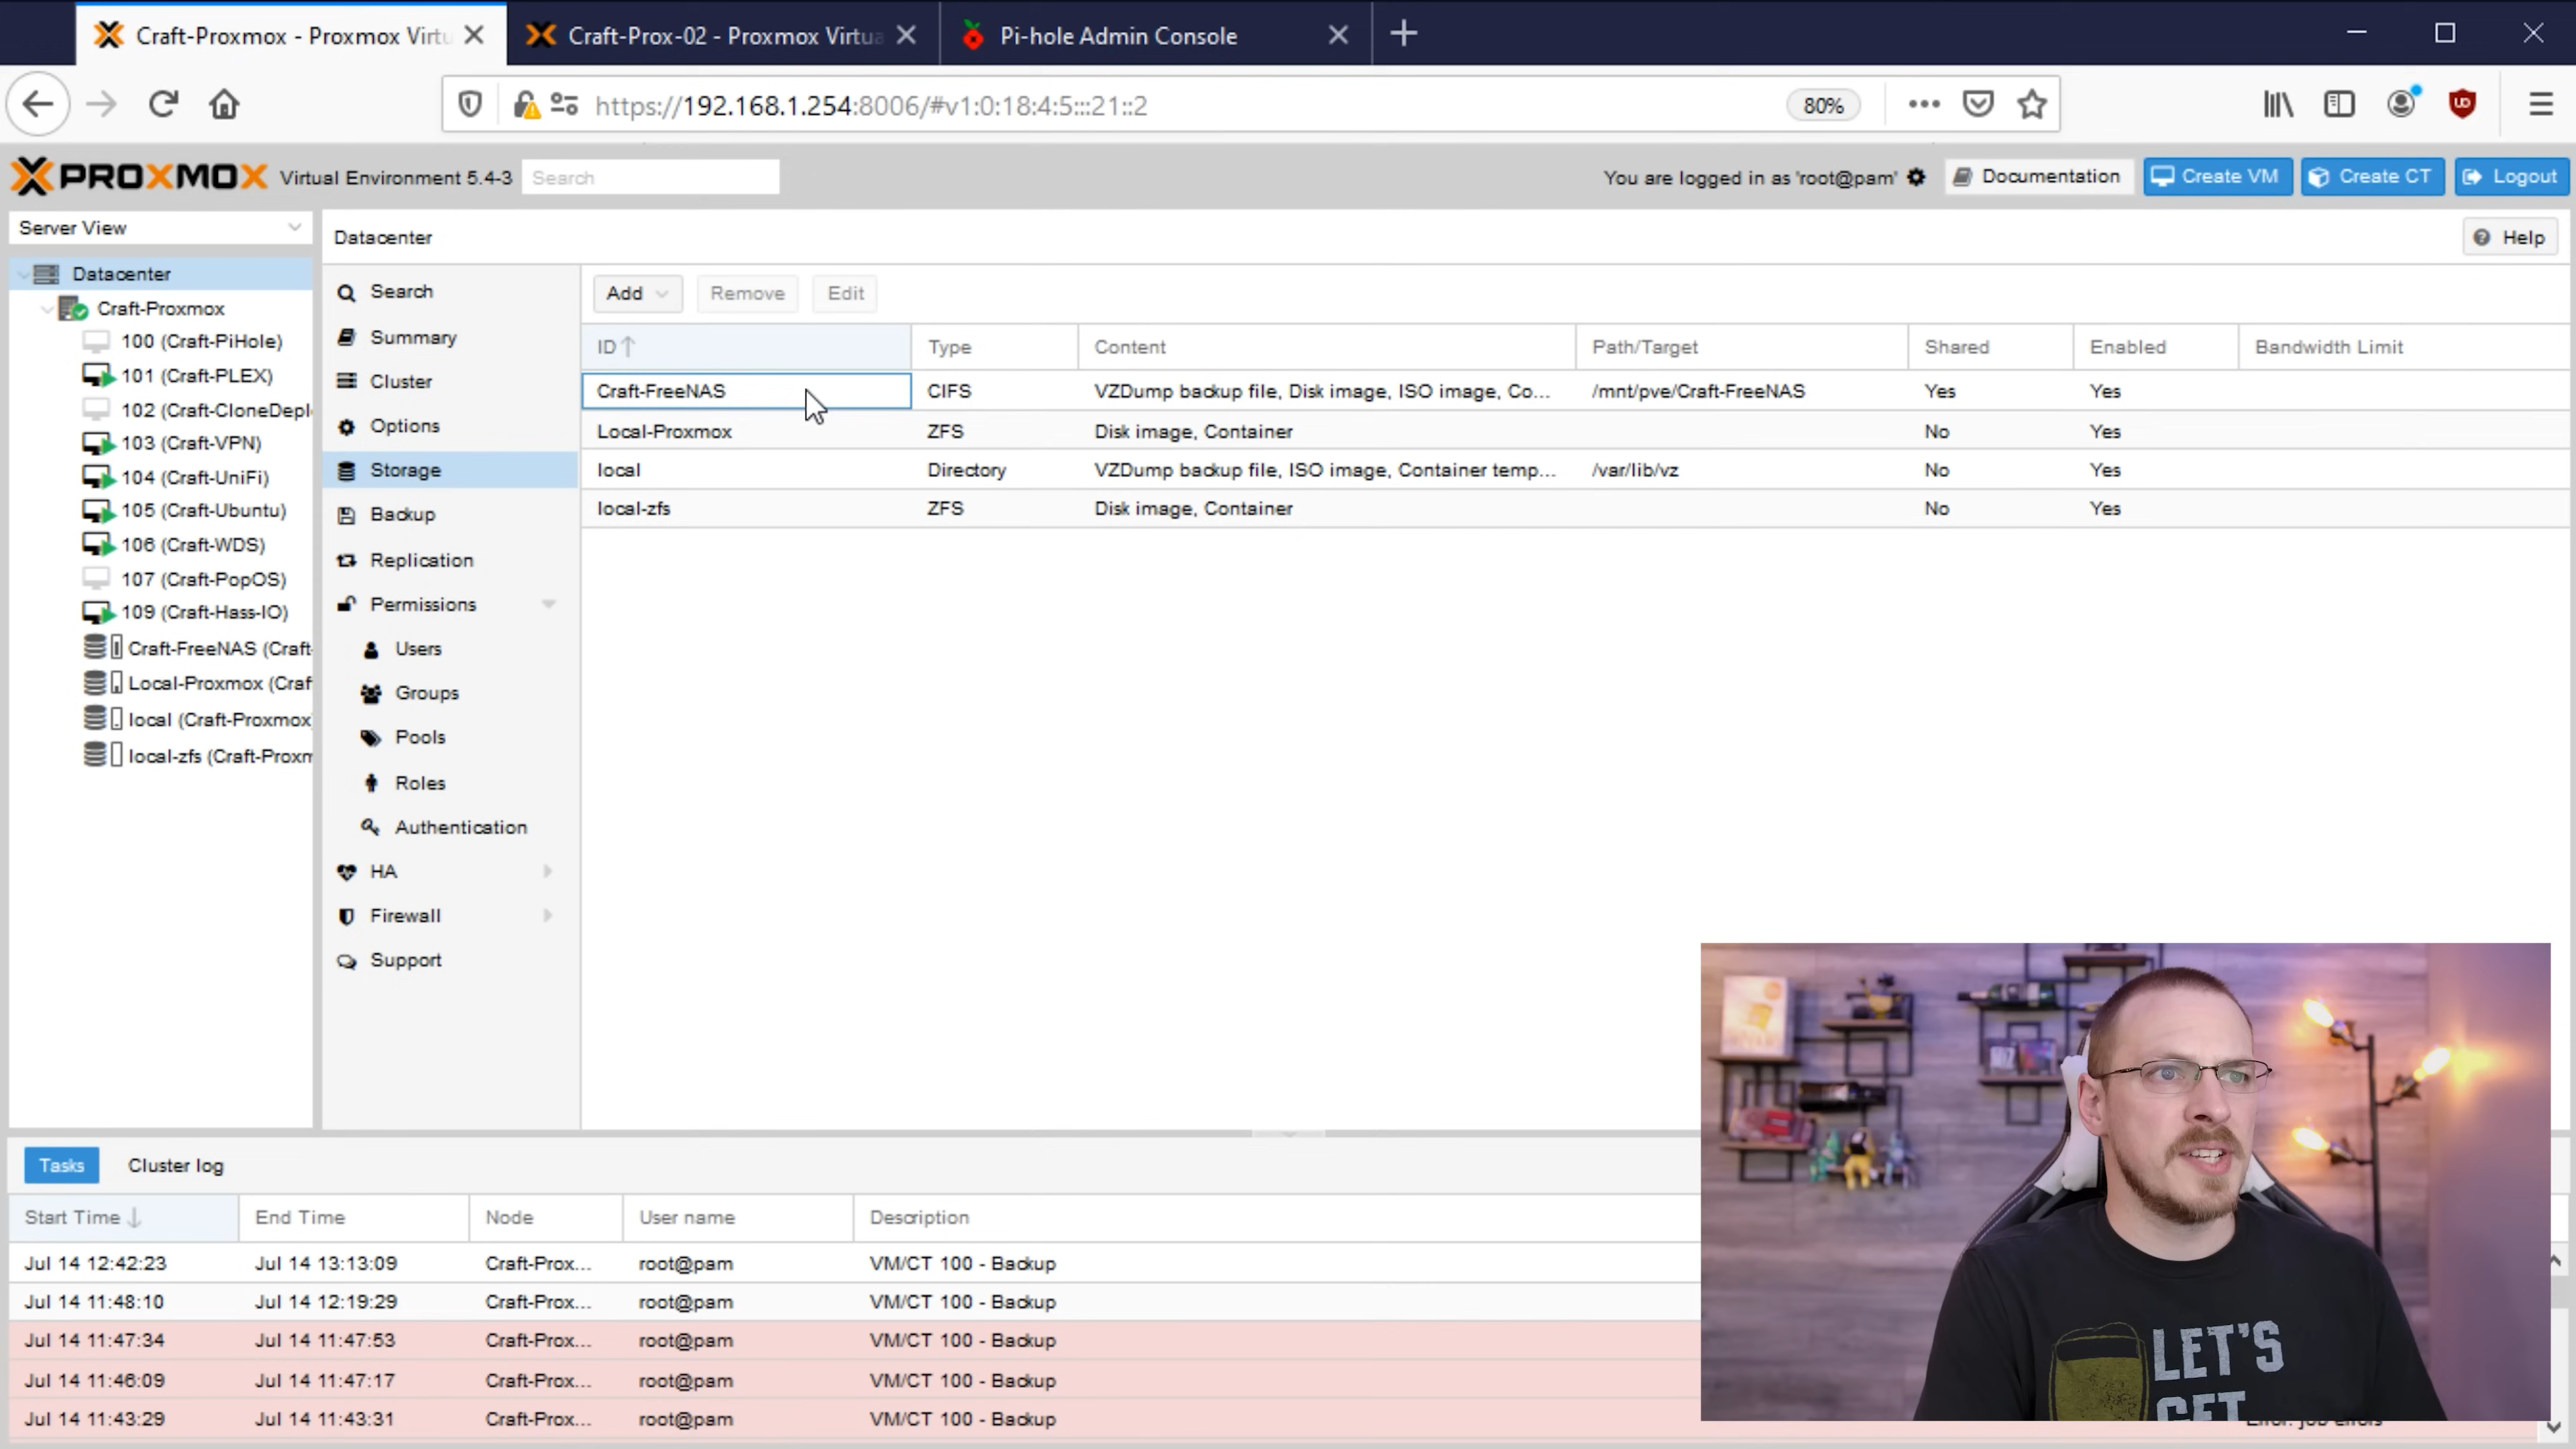 Craft-Proxmox - Proxmox Virtu
Craft-Prox-02 - Proxmox Virtua
Pi-hole Admin Console
https://192.168.1.254:8006/#v1:0:18:4:5:::21::2
80%
PROXMOX Virtual Environment 5.4-3 Search
You are logged in as 'root@pam' Documentation Create VM Create CT Logout
Server View
Datacenter
Craft-Proxmox
100 (Craft-PiHole)
101 (Craft-PLEX)
102 (Craft-CloneDepl
103 (Craft-VPN)
104 (Craft-UniFi)
105 (Craft-Ubuntu)
106 (Craft-WDS)
107 (Craft-PopOS)
109 (Craft-Hass-IO)
Craft-FreeNAS (Craft-
Local-Proxmox (Craf
local (Craft-Proxmox)
local-zfs (Craft-Proxm
Datacenter
Help
Search
Summary
Cluster
Options
Storage
Backup
Replication
Permissions
Users
Groups
Pools
Roles
Authentication
HA
Firewall
Support
Add Remove Edit
ID Type Content Path/Target Shared Enabled Bandwidth Limit
Craft-FreeNAS CIFS VZDump backup file, Disk image, ISO image, Co... /mnt/pve/Craft-FreeNAS Yes Yes
Local-Proxmox ZFS Disk image, Container No Yes
local Directory VZDump backup file, ISO image, Container temp... /var/lib/vz No Yes
local-zfs ZFS Disk image, Container No Yes
Tasks Cluster log
Start Time End Time Node User name Description
Jul 14 12:42:23 Jul 14 13:13:09 Craft-Prox... root@pam VM/CT 100 - Backup
Jul 14 11:48:10 Jul 14 12:19:29 Craft-Prox... root@pam VM/CT 100 - Backup
Jul 14 11:47:34 Jul 14 11:47:53 Craft-Prox... root@pam VM/CT 100 - Backup
Jul 14 11:46:09 Jul 14 11:47:17 Craft-Prox... root@pam VM/CT 100 - Backup
Jul 14 11:43:29 Jul 14 11:43:31 Craft-Prox... root@pam VM/CT 100 - Backup
Error: job errors
LET'S
GET